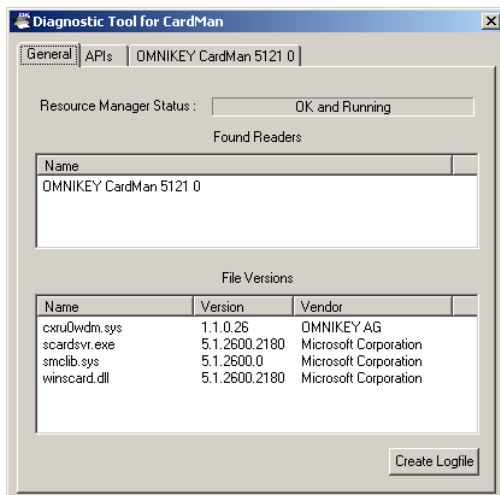 Diagnostic Tool for CardMan
General APIs OMNIKEY CardMan 5121 0
Resource Manager Status : OK and Running
Found Readers
Name
OMNIKEY CardMan 5121 0
File Versions
Name Version Vendor
cxru0wdm.sys 1.1.0.26 OMNIKEY AG
scardsvr.exe 5.1.2600.2180 Microsoft Corporation
smclib.sys 5.1.2600.0 Microsoft Corporation
winscard.dll 5.1.2600.2180 Microsoft Corporation
Create Logfile